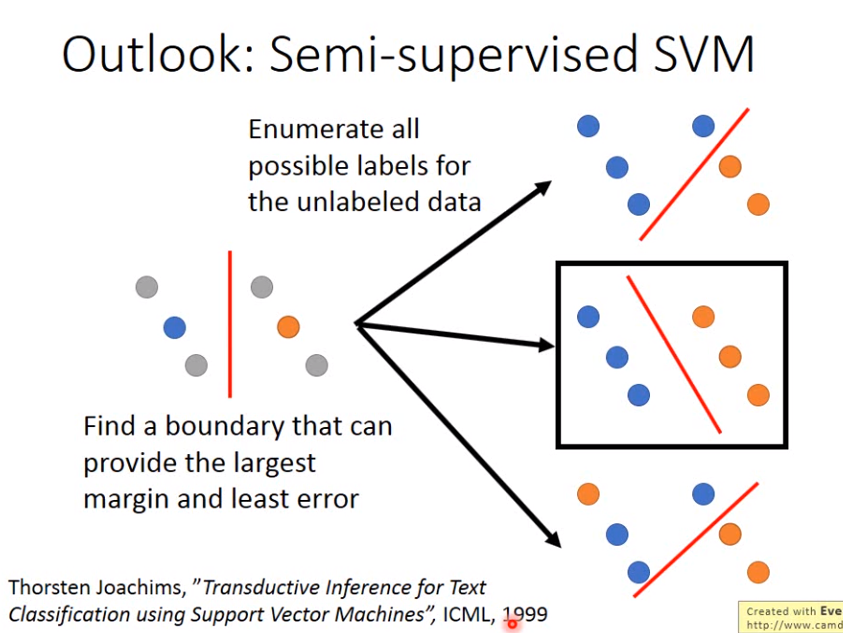 Outlook: Semi-supervised SVM
Enumerate all
possible labels for
the unlabeled data
Find a boundary that can
provide the largest
margin and least error
Thorsten Joachims, ”Transductive Inference for Text
Classification using Support Vector Machines”, ICML, 1999
Created with Eve
http://www.camd